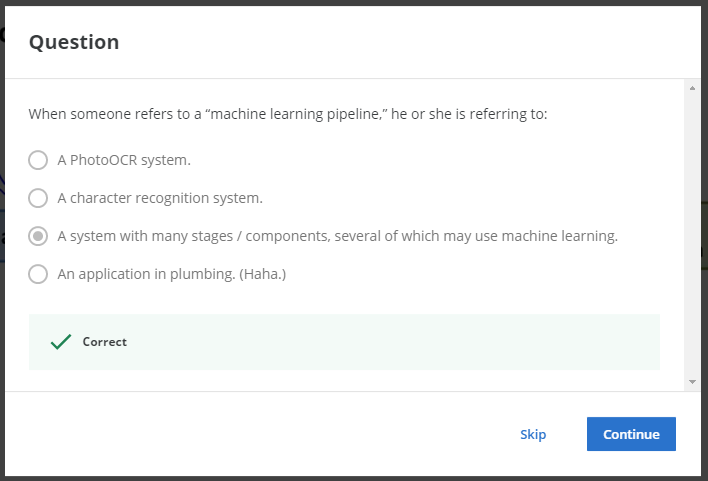 Question
When someone refers to a “machine learning pipeline,” he or she is referring to:
A PhotoOCR system.
A character recognition system.
A system with many stages / components, several of which may use machine learning.
An application in plumbing. (Haha.)
Correct
Skip
Continue